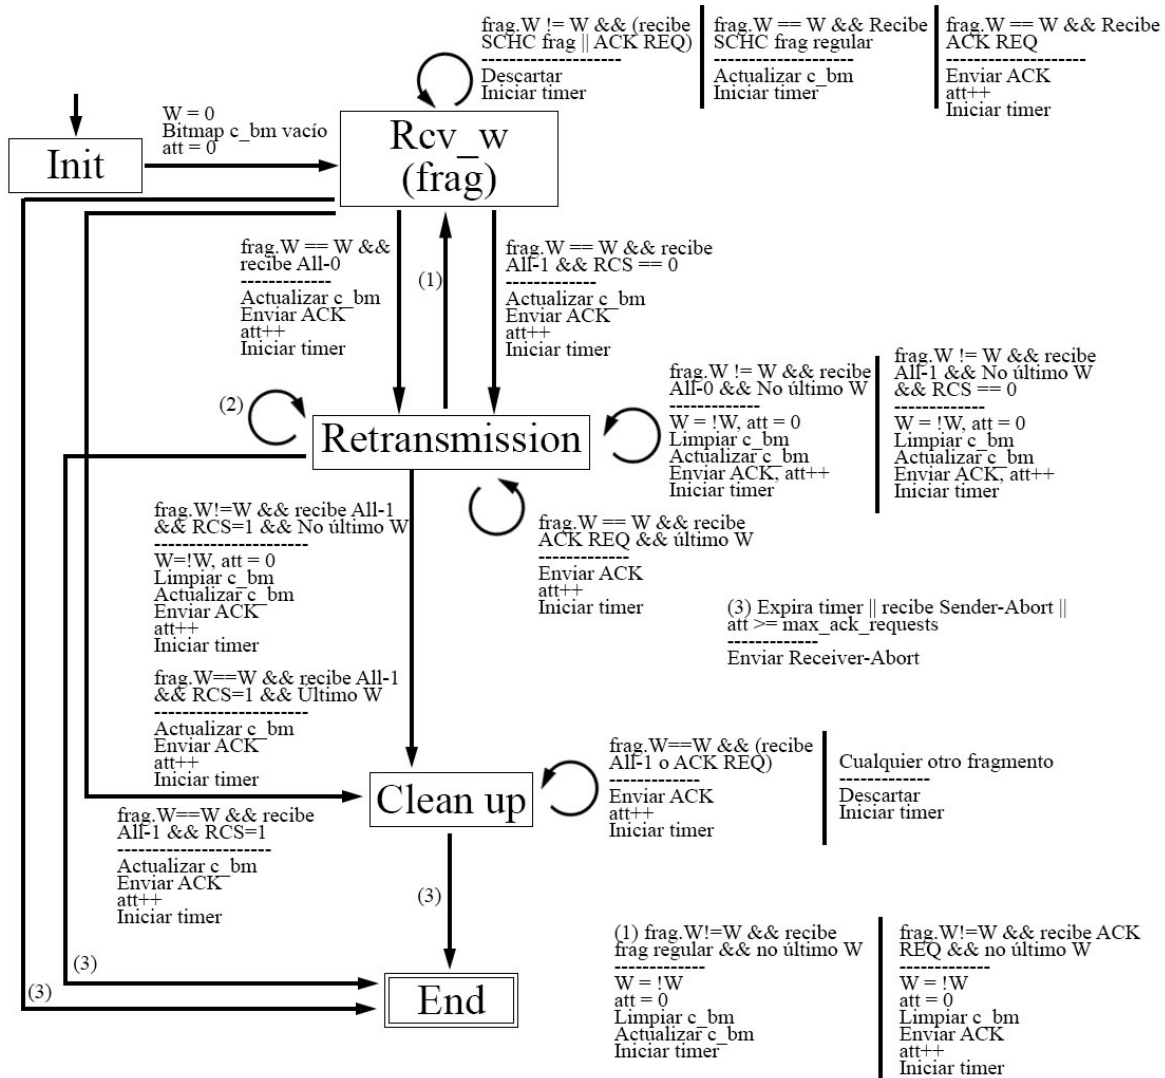 frag.W != W && (recibe
SCHC frag || ACK REQ)
---------------------
Descartar
Iniciar timer
frag.W == W && Recibe
SCHC frag regular
---------------------
Actualizar c_bm
Iniciar timer
frag.W == W && Recibe
ACK REQ
---------------------
Enviar ACK
att++
Iniciar timer
W = 0
Bitmap c_bm vacío
att = 0
Init
Rcv_w
(frag)
frag.W == W &&
recibe All-0
--------------
Actualizar c_bm
Enviar ACK
att++
Iniciar timer
(1)
frag.W == W && recibe
All-1 && RCS == 0
--------------
Actualizar c_bm
Enviar ACK
att++
Iniciar timer
(2)
Retransmission
frag.W != W && recibe
All-0 && No último W
--------------
W = !W, att = 0
Limpiar c_bm
Actualizar c_bm
Enviar ACK, att++
Iniciar timer
frag.W != W && recibe
All-1 && No último W
&& RCS == 0
--------------
W = !W, att = 0
Limpiar c_bm
Actualizar c_bm
Enviar ACK, att++
Iniciar timer
frag.W!=W && recibe All-1
&& RCS=1 && No último W
------------------------
W=!W, att = 0
Limpiar c_bm
Actualizar c_bm
Enviar ACK
att++
Iniciar timer
frag.W == W && recibe
ACK REQ && último W
--------------
Enviar ACK
att++
Iniciar timer
(3) Expira timer || recibe Sender-Abort ||
att >= max_ack_requests
--------------
Enviar Receiver-Abort
frag.W==W && recibe All-1
&& RCS=1 && Último W
------------------------
Actualizar c_bm
Enviar ACK
att++
Iniciar timer
Clean up
frag.W==W && (recibe
All-1 o ACK REQ)
--------------
Enviar ACK
att++
Iniciar timer
Cualquier otro fragmento
--------------
Descartar
Iniciar timer
frag.W==W && recibe
All-1 && RCS=1
------------------------
Actualizar c_bm
Enviar ACK
att++
Iniciar timer
(3)
(3)
(3)
End
(1) frag.W!=W && recibe
frag regular && no último W
--------------
W = !W
att = 0
Limpiar c_bm
Actualizar c_bm
Iniciar timer
frag.W!=W && recibe ACK
REQ && no último W
--------------
W = !W
att = 0
Limpiar c_bm
Enviar ACK
att++
Iniciar timer